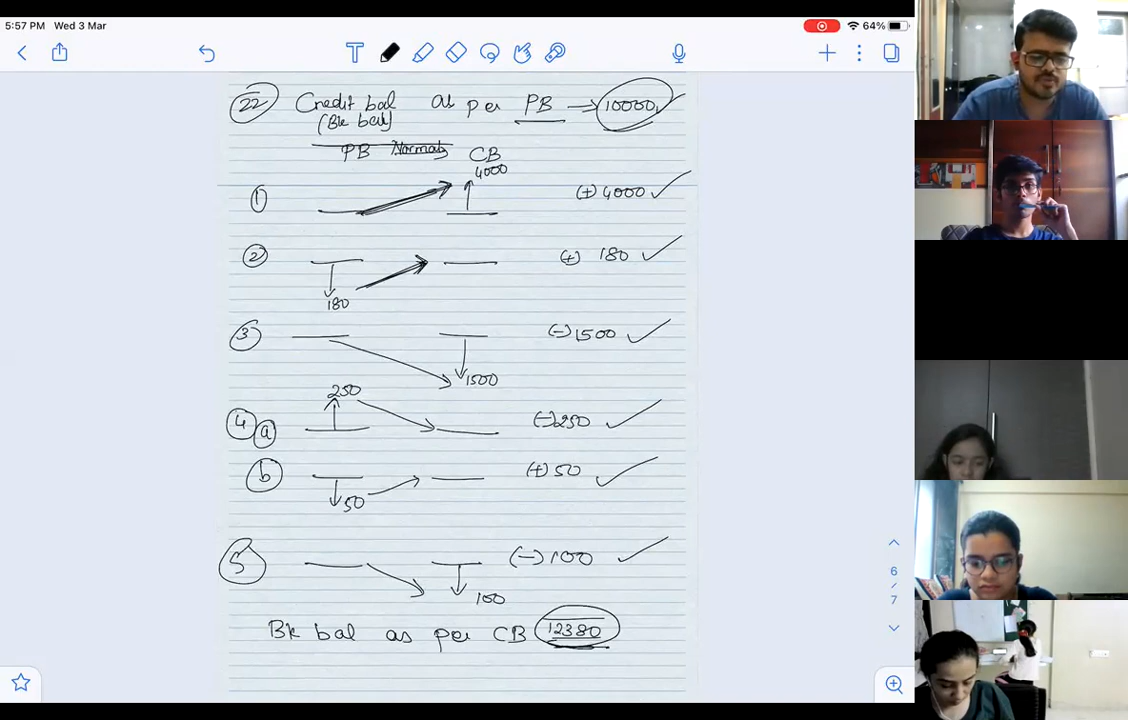 5:57 PM Wed 3 Mar
64%
T
22 Credit bal as per PB → 10000
(Bk bal)
PB Normal CB
4000
1 (+) 4000
2 (+) 180
180
3 (-) 1500
1500
250
4 a (-) 250
b (+) 50
50
5 (-) 100
100
Bk bal as per CB 12380
6
/
7